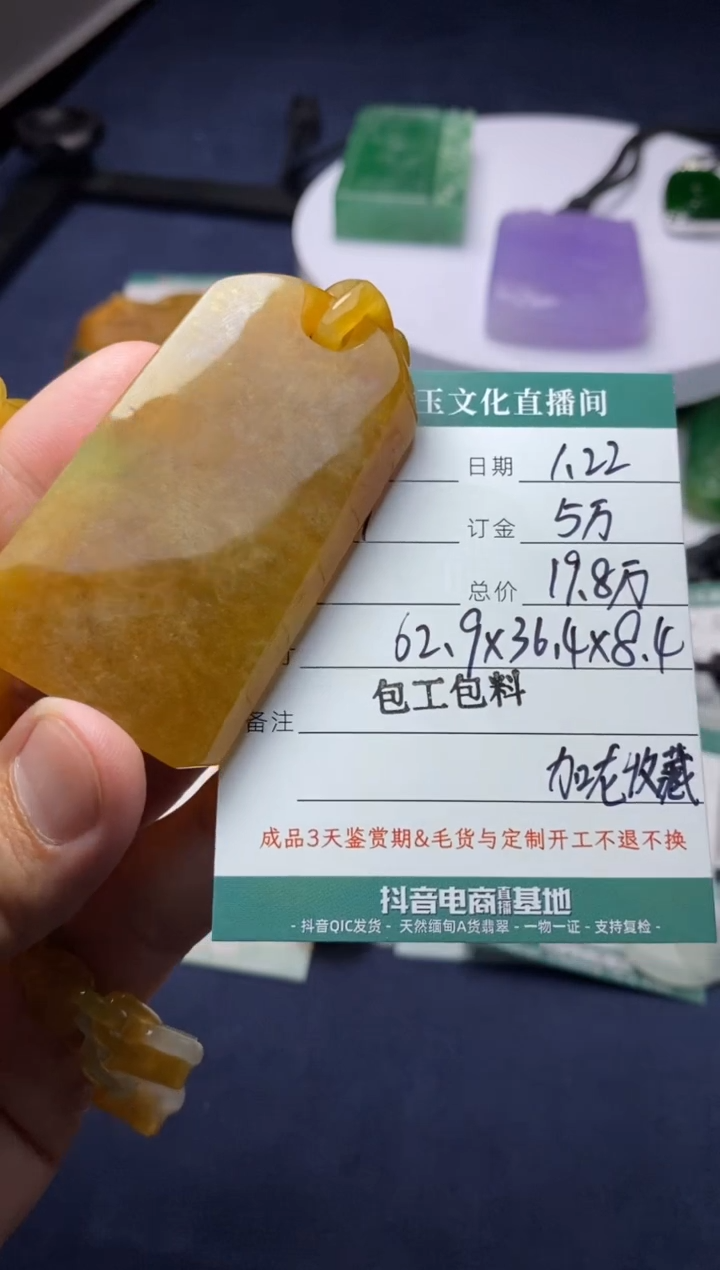 玉文化直播间
日期 1.22
订金 5万
总价 19.8万
62.9x36.4x8.4
包工包料
备注
收藏
成品3天鉴赏期&毛货与定制开工不退不换
抖音电商直播基地
- 抖音QIC发货 - 天然缅甸A货翡翠 - 一物一证 - 支持复检 -